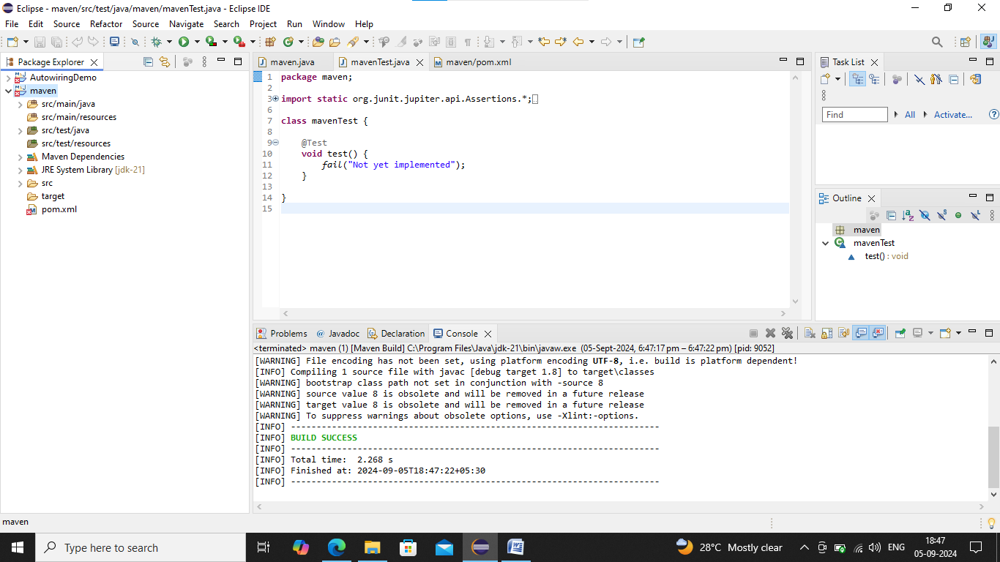 Eclipse - maven/src/test/java/maven/mavenTest.java - Eclipse IDE
File Edit Source Refactor Source Navigate Search Project Run Window Help
Package Explorer
AutowiringDemo
maven
src/main/java
src/main/resources
src/test/java
src/test/resources
Maven Dependencies
JRE System Library [jdk-21]
src
target
pom.xml
maven.java mavenTest.java maven/pom.xml
1 package maven;
2
3 import static org.junit.jupiter.api.Assertions.*;
6
7 class mavenTest {
8
9 @Test
10 void test() {
11 fail("Not yet implemented");
12 }
13
14 }
15
Task List
Find All Activate...
Outline
maven
mavenTest
test() : void
Problems Javadoc Declaration Console
<terminated> maven (1) [Maven Build] C:\Program Files\Java\jdk-21\bin\javaw.exe (05-Sept-2024, 6:47:17 pm – 6:47:22 pm) [pid: 9052]
[WARNING] File encoding has not been set, using platform encoding UTF-8, i.e. build is platform dependent!
[INFO] Compiling 1 source file with javac [debug target 1.8] to target\classes
[WARNING] bootstrap class path not set in conjunction with -source 8
[WARNING] source value 8 is obsolete and will be removed in a future release
[WARNING] target value 8 is obsolete and will be removed in a future release
[WARNING] To suppress warnings about obsolete options, use -Xlint:-options.
[INFO] ------------------------------------------------------------------------
[INFO] BUILD SUCCESS
[INFO] ------------------------------------------------------------------------
[INFO] Total time: 2.268 s
[INFO] Finished at: 2024-09-05T18:47:22+05:30
[INFO] ------------------------------------------------------------------------
maven
Type here to search
28°C Mostly clear
ENG
18:47
05-09-2024